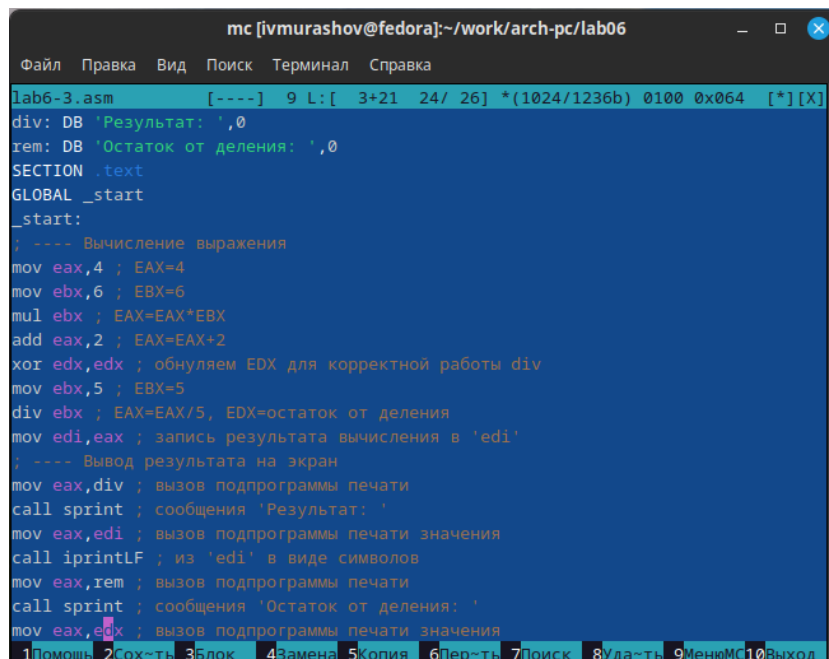 mc [ivmurashov@fedora]:~/work/arch-pc/lab06
Файл Правка Вид Поиск Терминал Справка
lab6-3.asm [----] 9 L:[ 3+21 24/ 26] *(1024/1236b) 0100 0x064 [*][X]
div: DB 'Результат: ',0
rem: DB 'Остаток от деления: ',0
SECTION .text
GLOBAL _start
_start:
; ---- Вычисление выражения
mov eax,4 ; EAX=4
mov ebx,6 ; EBX=6
mul ebx ; EAX=EAX*EBX
add eax,2 ; EAX=EAX+2
xor edx,edx ; обнуляем EDX для корректной работы div
mov ebx,5 ; EBX=5
div ebx ; EAX=EAX/5, EDX=остаток от деления
mov edi,eax ; запись результата вычисления в 'edi'
; ---- Вывод результата на экран
mov eax,div ; вызов подпрограммы печати
call sprint ; сообщения 'Результат: '
mov eax,edi ; вызов подпрограммы печати значения
call iprintLF ; из 'edi' в виде символов
mov eax,rem ; вызов подпрограммы печати
call sprint ; сообщения 'Остаток от деления: '
mov eax,edx ; вызов подпрограммы печати значения
1Помощь 2Сох~ть 3Блок 4Замена 5Копия 6Пер~ть 7Поиск 8Уда~ть 9МенюMC 10Выход